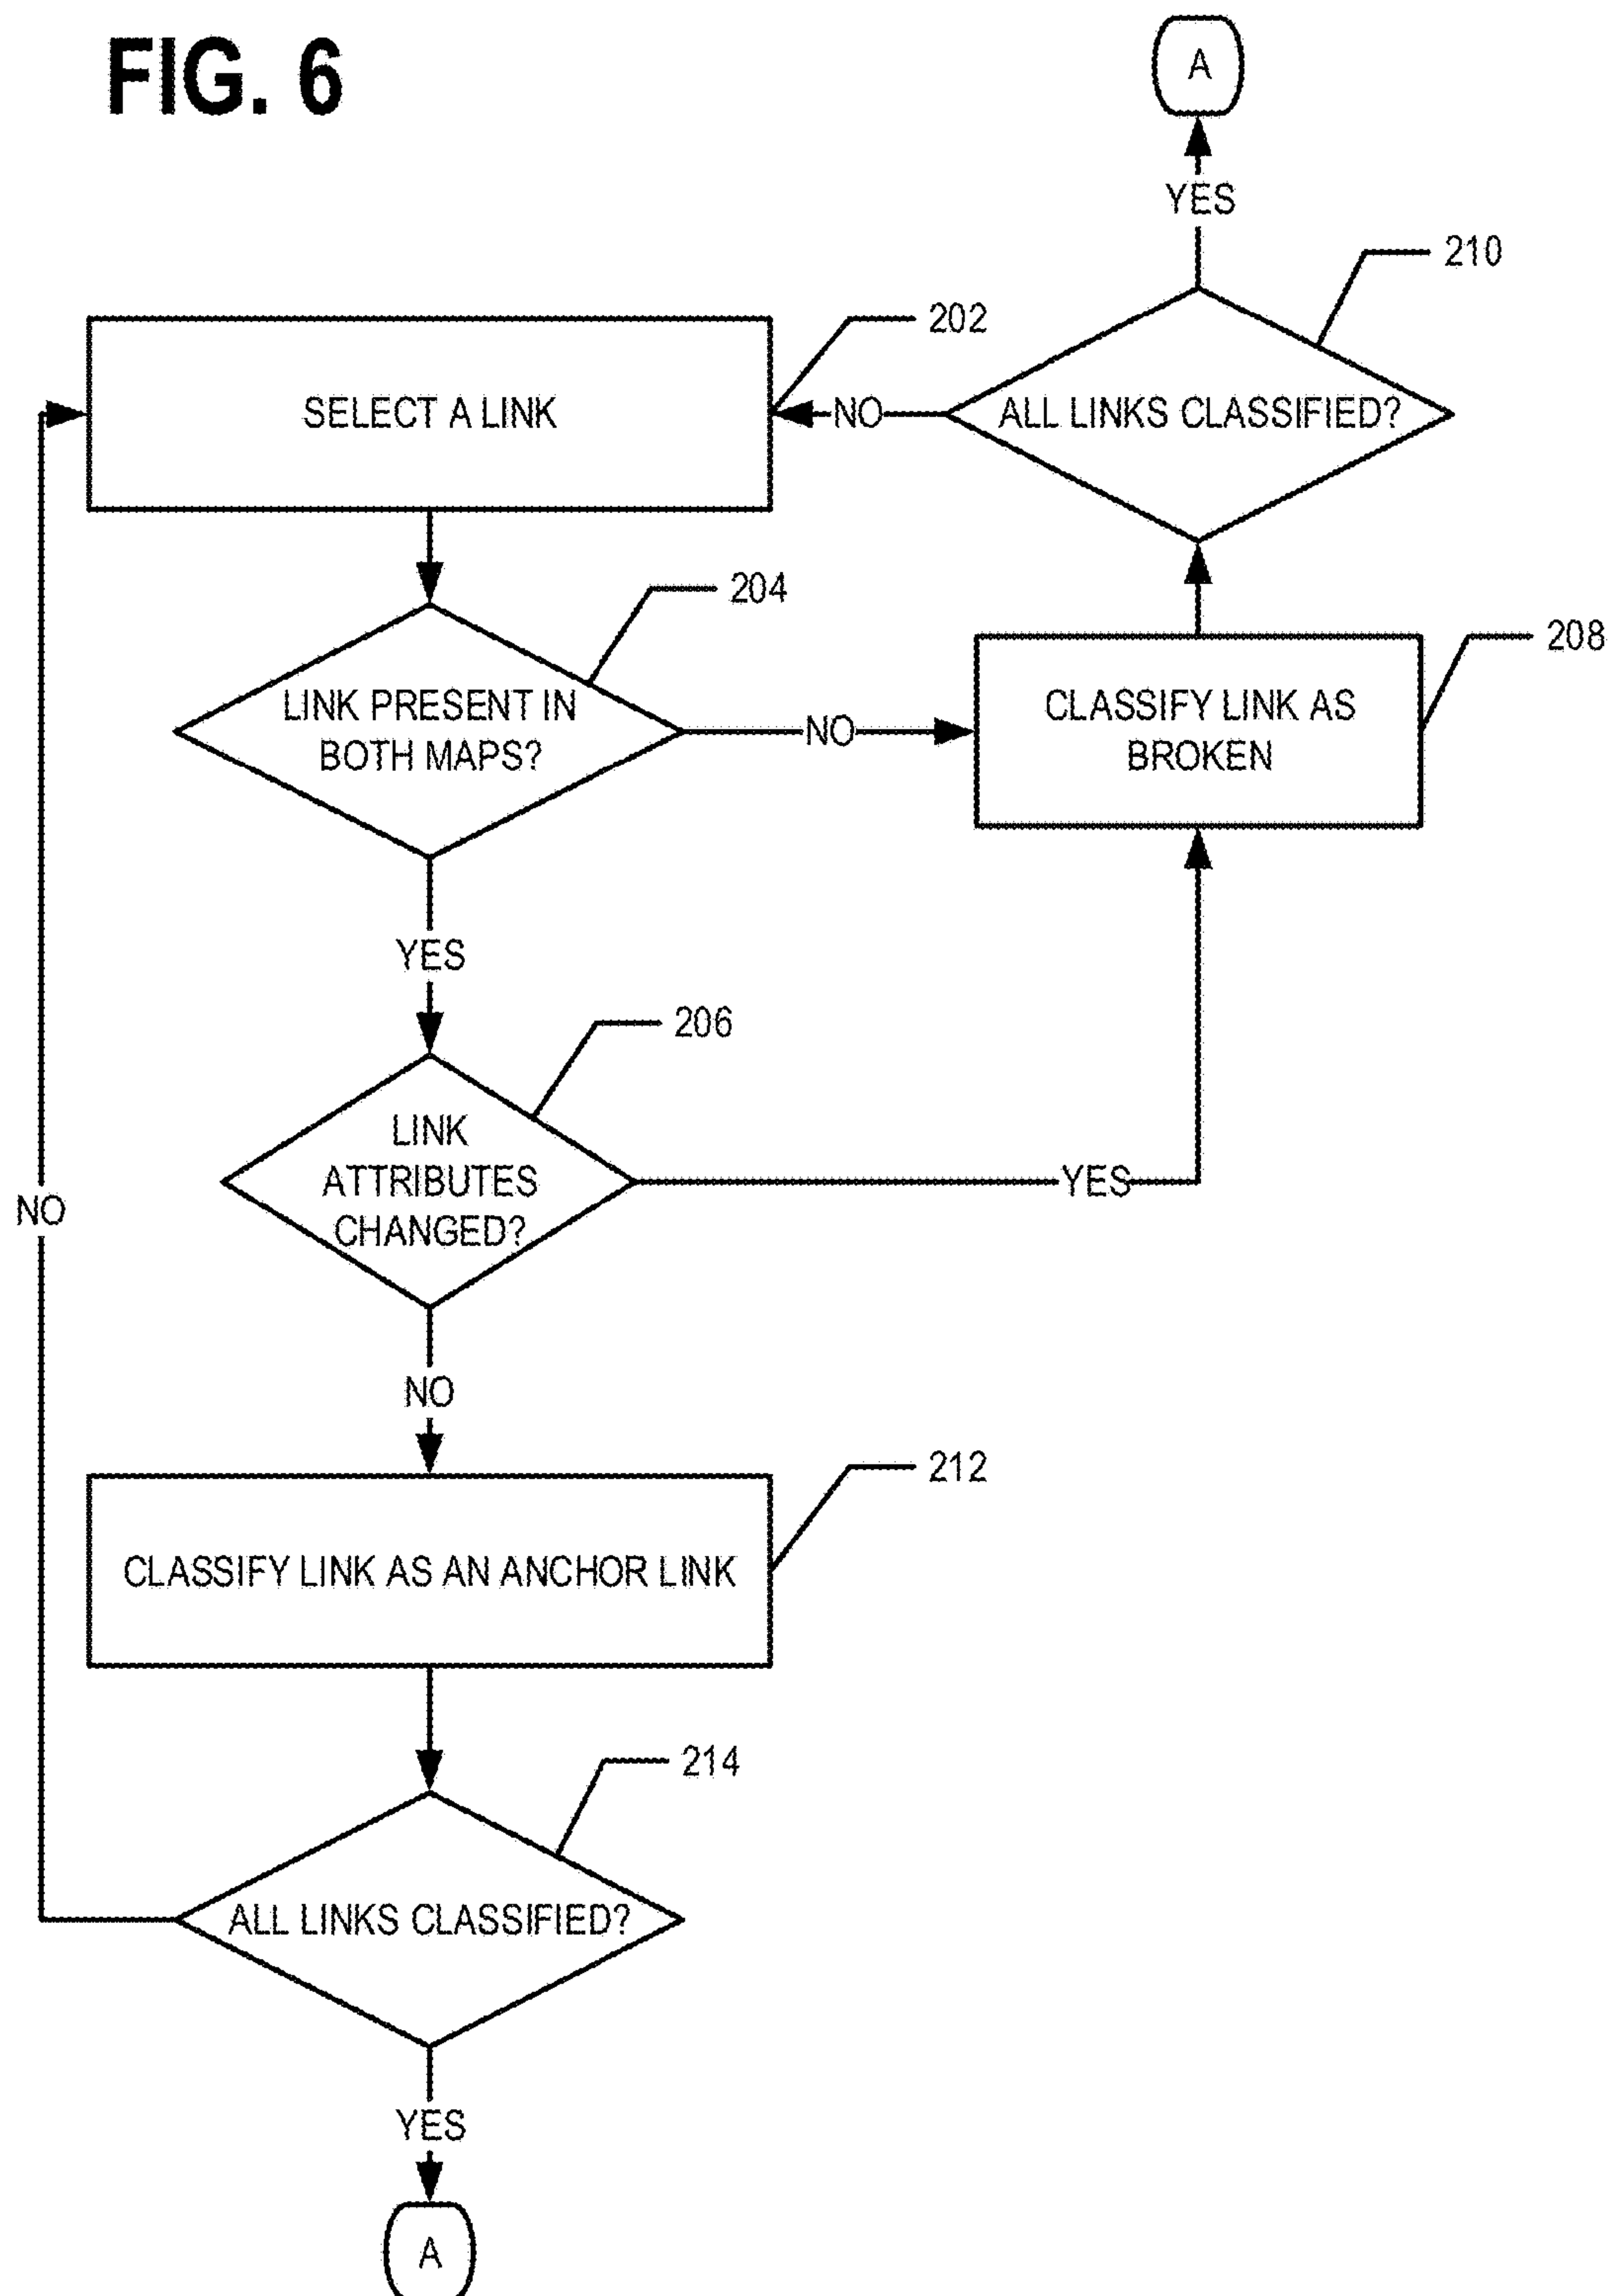 FIG. 6
A
YES
210
202
SELECT A LINK
NO
ALL LINKS CLASSIFIED?
204
208
LINK PRESENT IN
BOTH MAPS?
NO
CLASSIFY LINK AS
BROKEN
YES
206
LINK
ATTRIBUTES
CHANGED?
YES
NO
NO
212
CLASSIFY LINK AS AN ANCHOR LINK
214
ALL LINKS CLASSIFIED?
YES
A